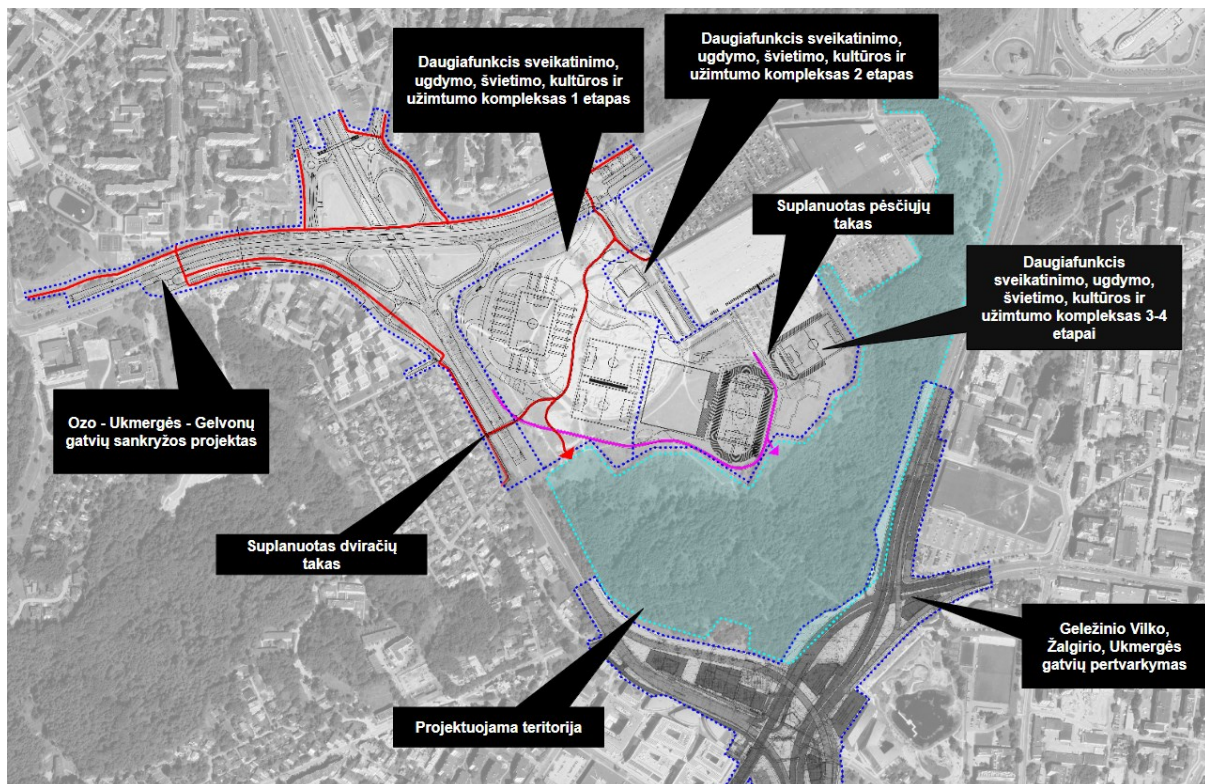 Daugiafunkcis sveikatinimo,
ugdymo, švietimo, kultūros ir
užimtumo kompleksas 1 etapas
Daugiafunkcis sveikatinimo,
ugdymo, švietimo, kultūros ir
užimtumo kompleksas 2 etapas
Suplanuotas pėsčiųjų
takas
Daugiafunkcis
sveikatinimo, ugdymo,
švietimo, kultūros ir
užimtumo kompleksas 3-4
etapai
Ozo - Ukmergės - Gelvonų
gatvių sankryžos projektas
Suplanuotas dviračių
takas
Geležinio Vilko,
Žalgirio, Ukmergės
gatvių pertvarkymas
Projektuojama teritorija